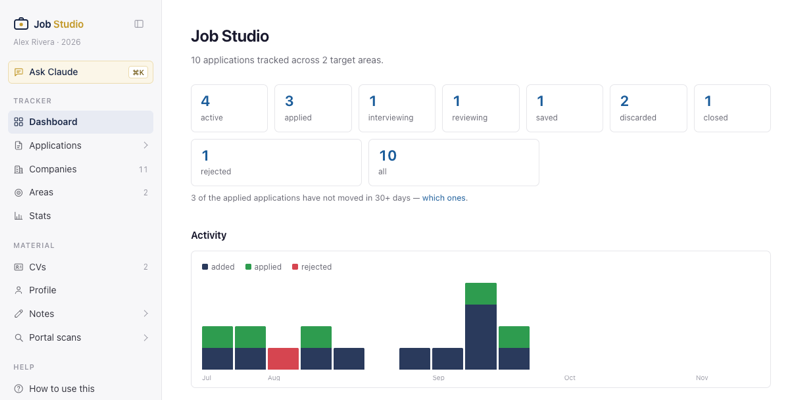 Job Studio
Alex Rivera · 2026
Ask Claude ⌘K
TRACKER
Dashboard
Applications
Companies 11
Areas 2
Stats
MATERIAL
CVs 2
Profile
Notes
Portal scans
HELP
How to use this
Job Studio
10 applications tracked across 2 target areas.
4 3 1 1 1 2 1
active applied interviewing reviewing saved discarded closed
1 10
rejected all
3 of the applied applications have not moved in 30+ days — which ones.
Activity
added applied rejected
Jul Aug Sep Oct Nov